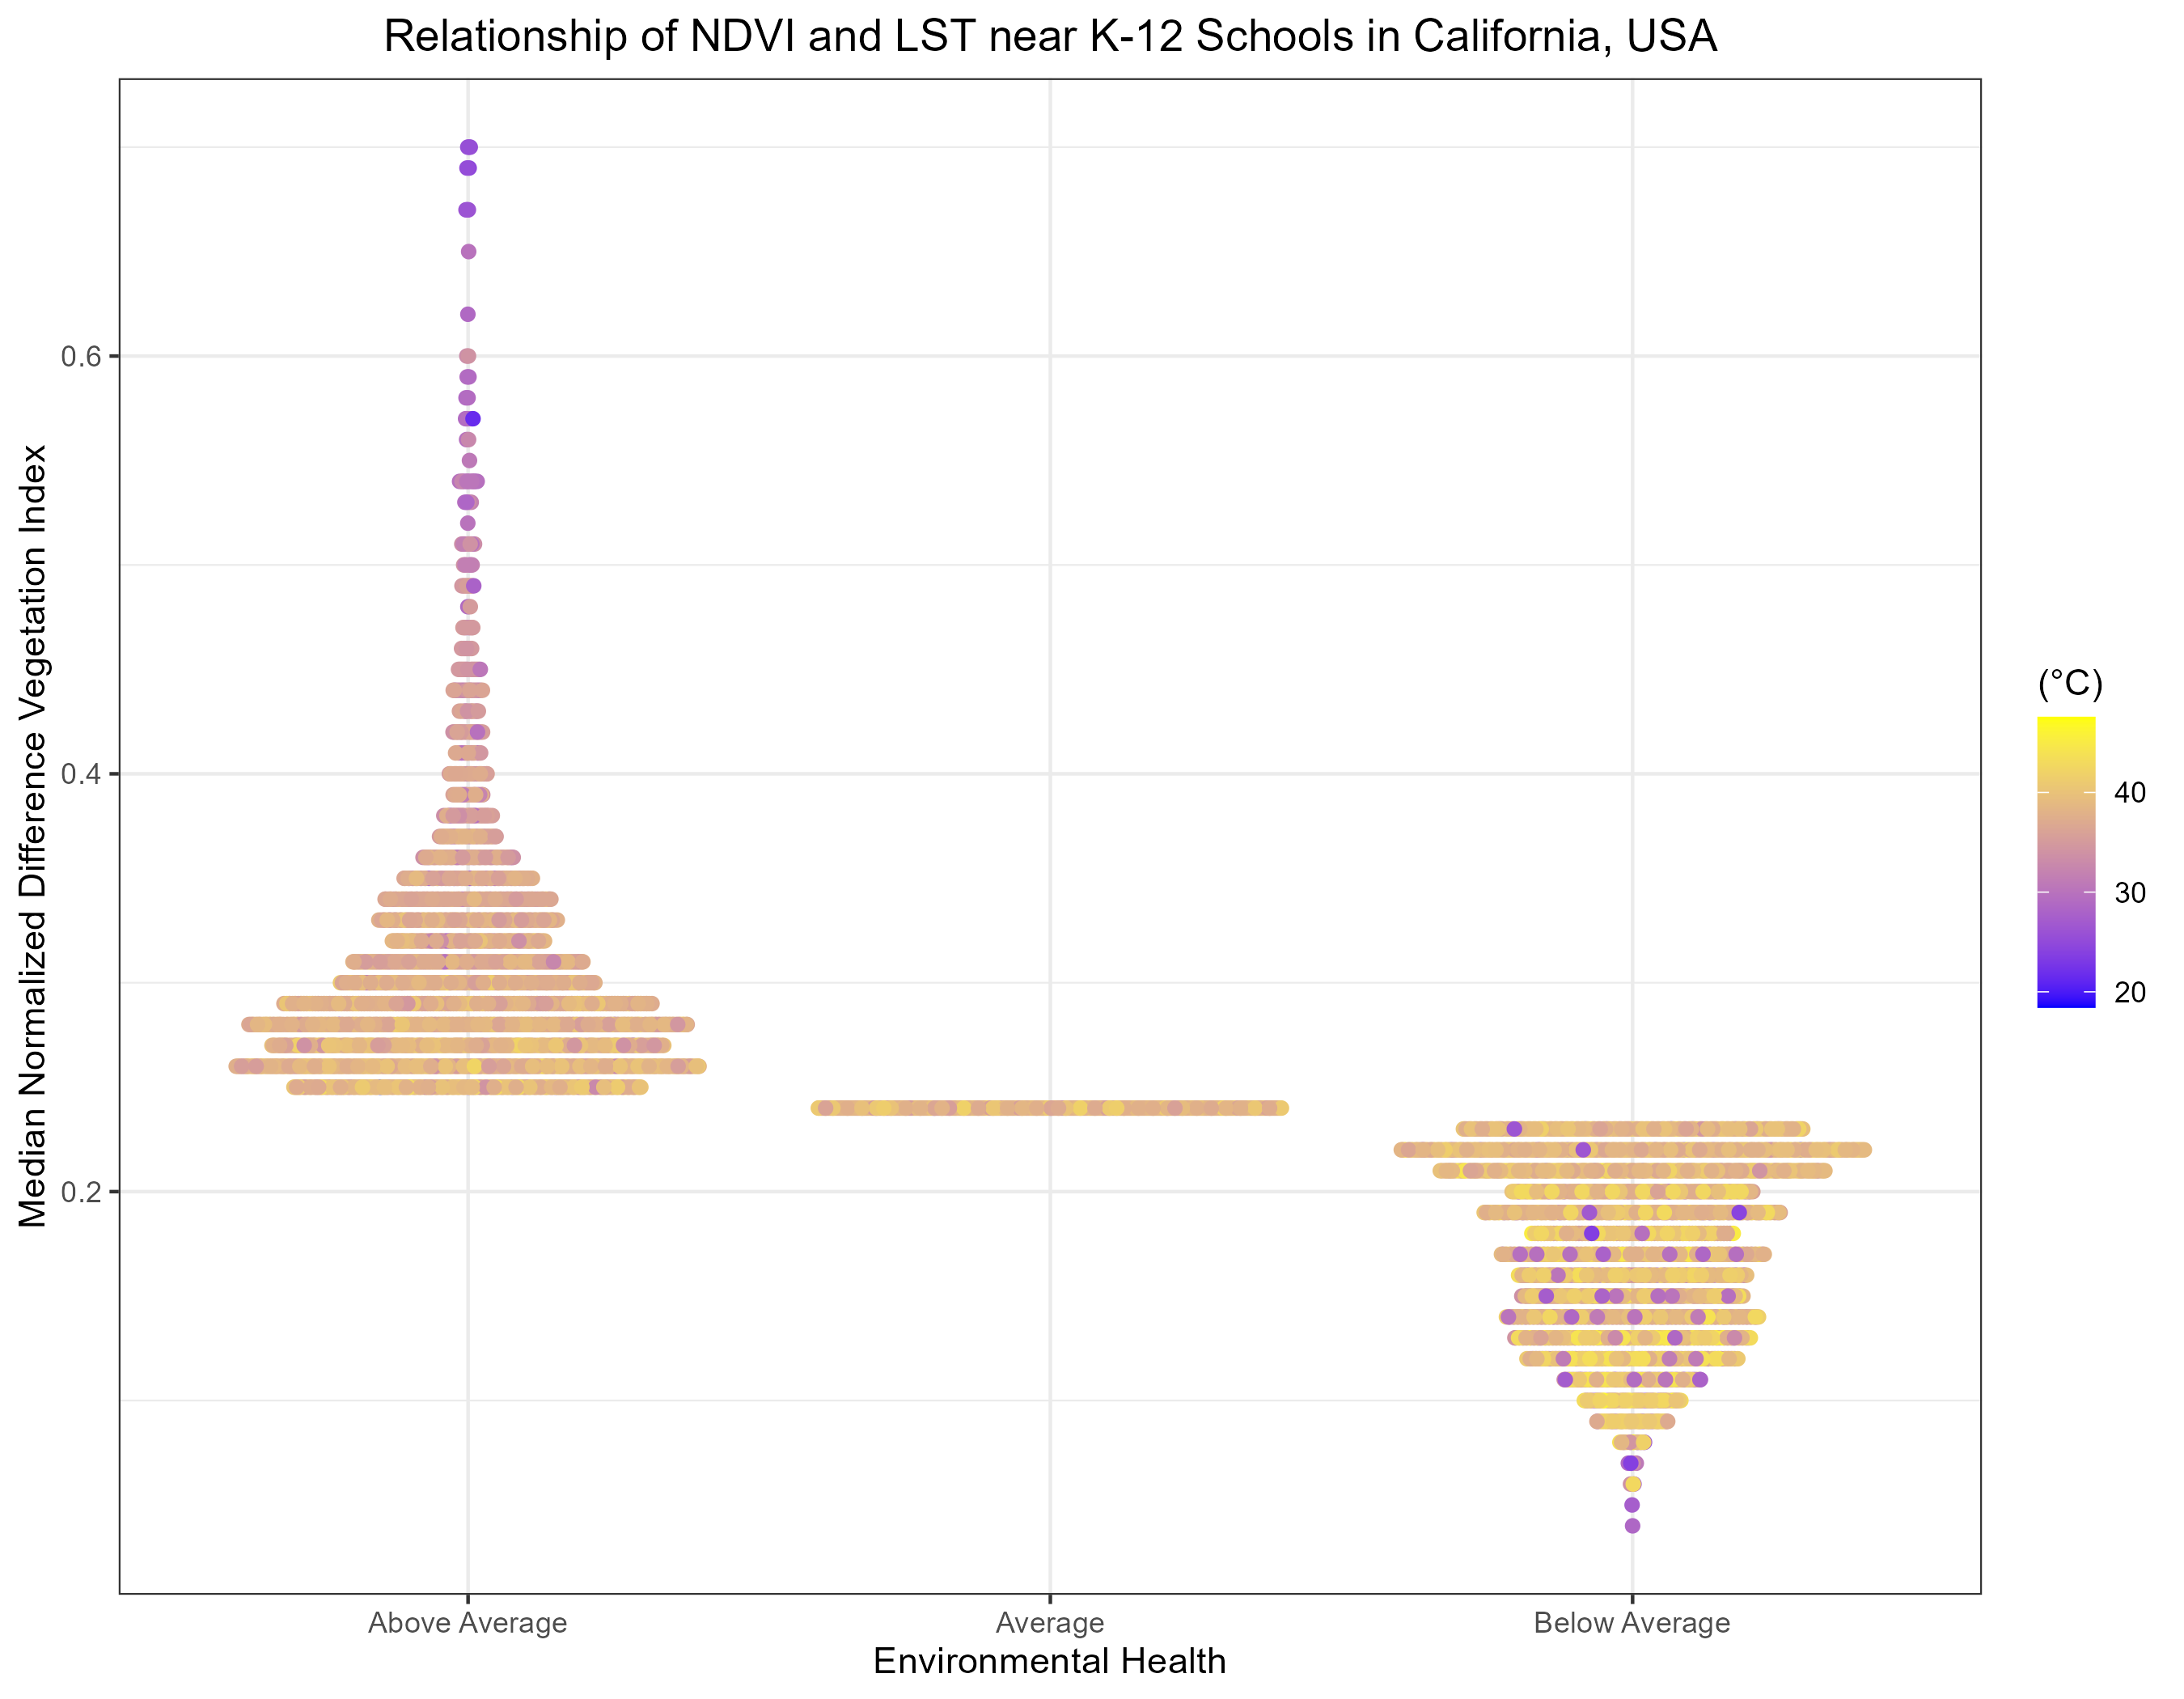 Relationship of NDVI and LST near K-12 Schools in California, USA
Median Normalized Difference Vegetation Index
0.6
0.4
0.2
(°C)
40
30
20
Above Average
Average
Below Average
Environmental Health